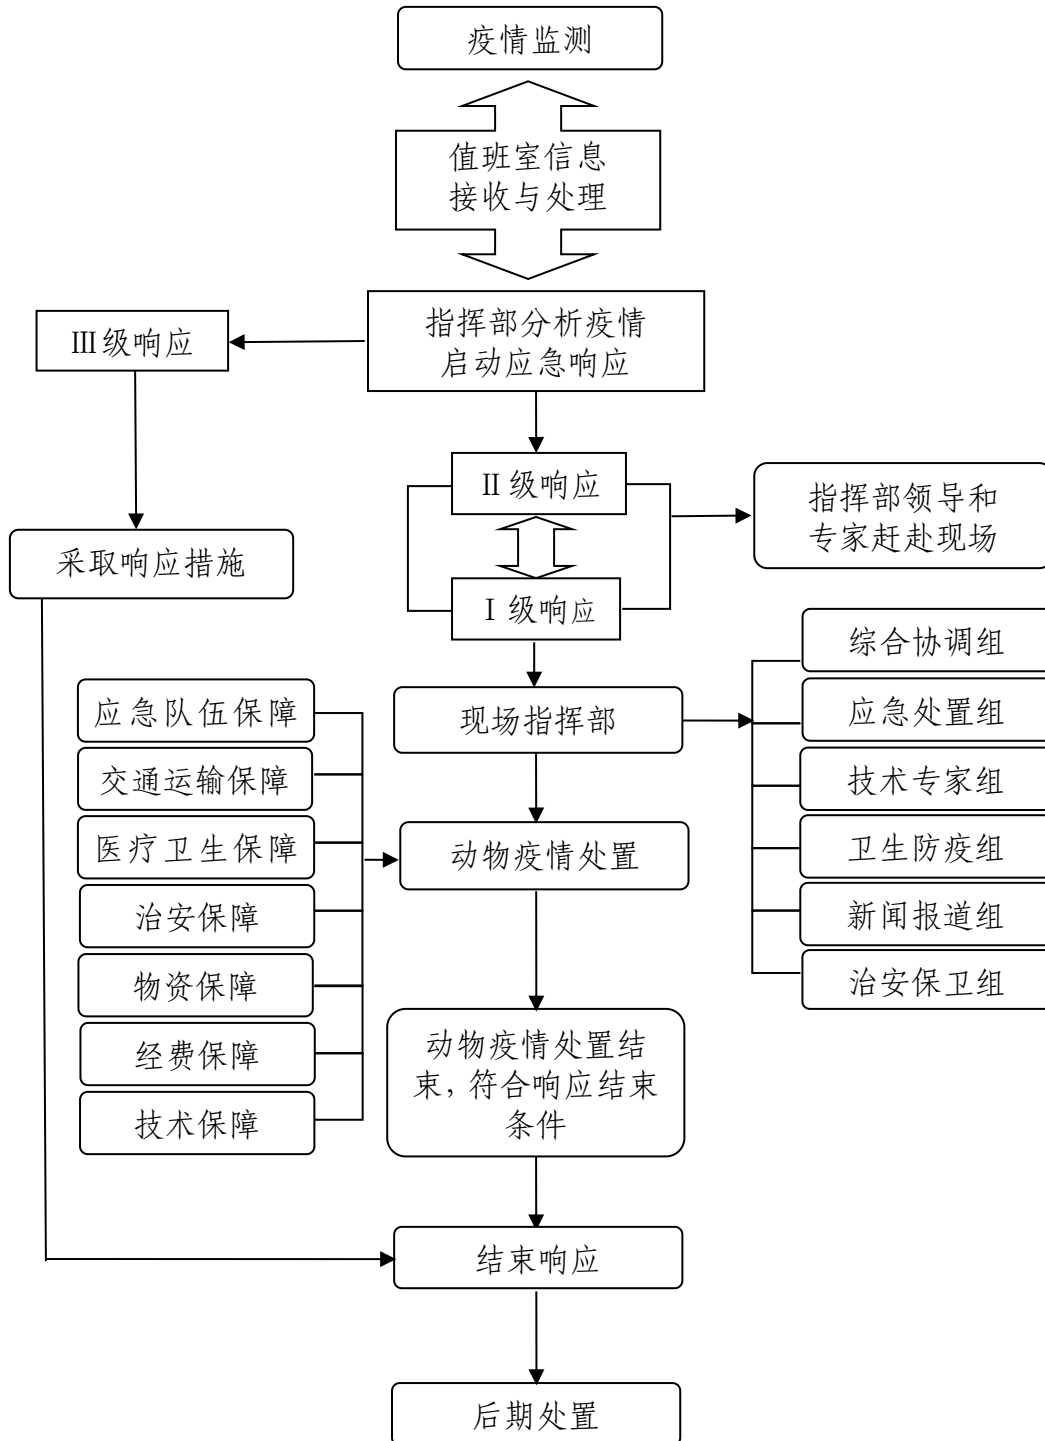 疫情监测
值班室信息
接收与处理
指挥部分析疫情
启动应急响应
Ⅲ级响应
Ⅱ级响应
指挥部领导和
专家赶赴现场
采取响应措施
Ⅰ级响应
综合协调组
应急队伍保障
现场指挥部
应急处置组
交通运输保障
技术专家组
医疗卫生保障
动物疫情处置
卫生防疫组
治安保障
新闻报道组
物资保障
治安保卫组
经费保障
动物疫情处置结
束，符合响应结束
条件
技术保障
结束响应
后期处置